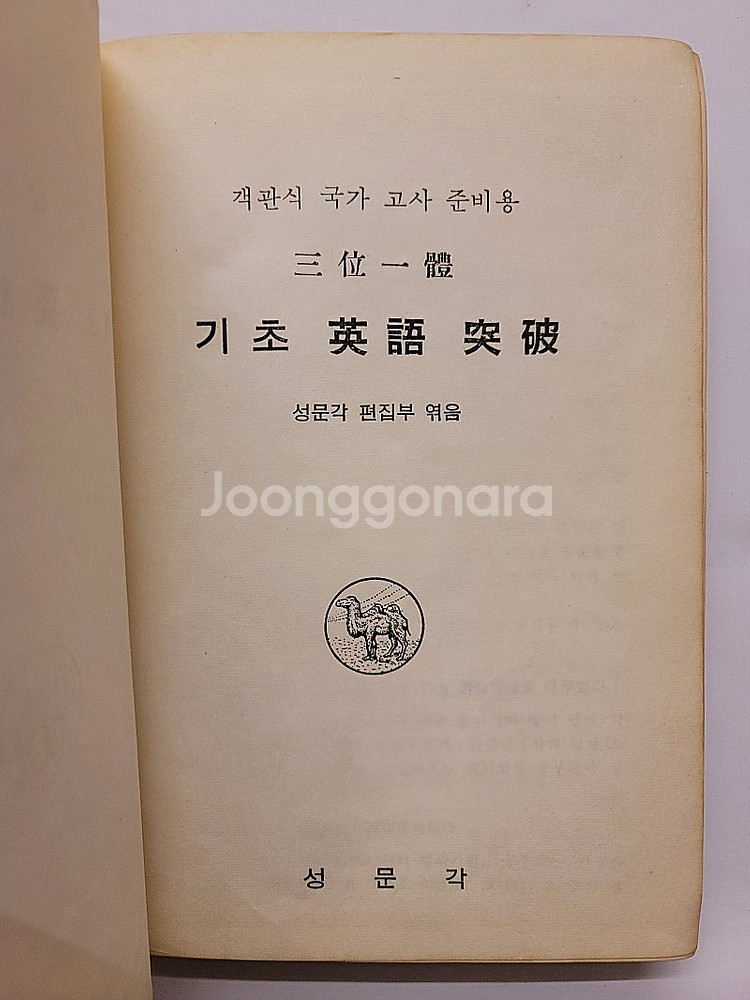 객관식 국가 고사 준비용
三位一體
기초 英語 突破
성문각 편집부 엮음
Joonggonara
성문각